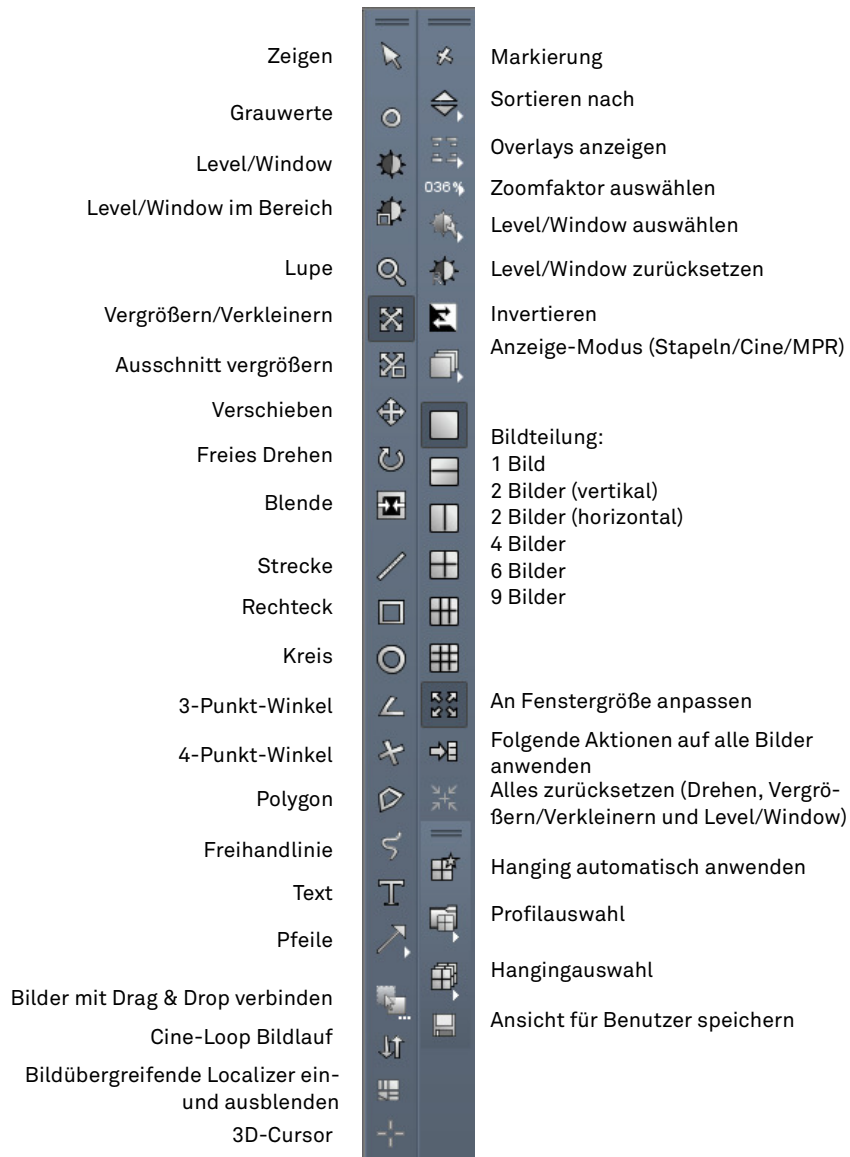 Zeigen
Grauwerte
Level/Window
Level/Window im Bereich
Lupe
Vergrößern/Verkleinern
Ausschnitt vergrößern
Verschieben
Freies Drehen
Blende
Strecke
Rechteck
Kreis
3-Punkt-Winkel
4-Punkt-Winkel
Polygon
Freihandlinie
Text
Pfeile
Bilder mit Drag & Drop verbinden
Cine-Loop Bildlauf
Bildübergreifende Localizer ein-
und ausblenden
3D-Cursor
036%
Markierung
Sortieren nach
Overlays anzeigen
Zoomfaktor auswählen
Level/Window auswählen
Level/Window zurücksetzen
Invertieren
Anzeige-Modus (Stapeln/Cine/MPR)
Bildteilung:
1 Bild
2 Bilder (vertikal)
2 Bilder (horizontal)
4 Bilder
6 Bilder
9 Bilder
An Fenstergröße anpassen
Folgende Aktionen auf alle Bilder
anwenden
Alles zurücksetzen (Drehen, Vergrö-
ßern/Verkleinern und Level/Window)
Hanging automatisch anwenden
Profilauswahl
Hangingauswahl
Ansicht für Benutzer speichern